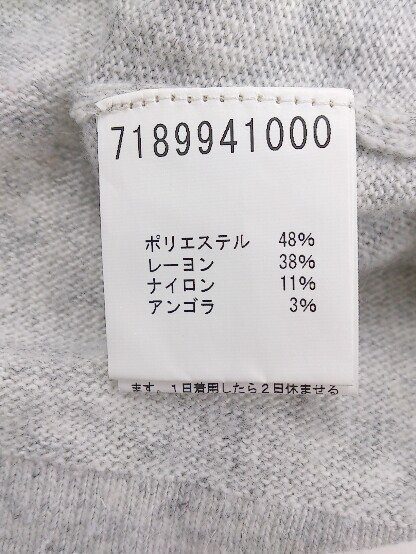 7189941000
ポリエステル 48%
レーヨン 38%
ナイロン 11%
アンゴラ 3%
ます。1日着用したら2日休ませる